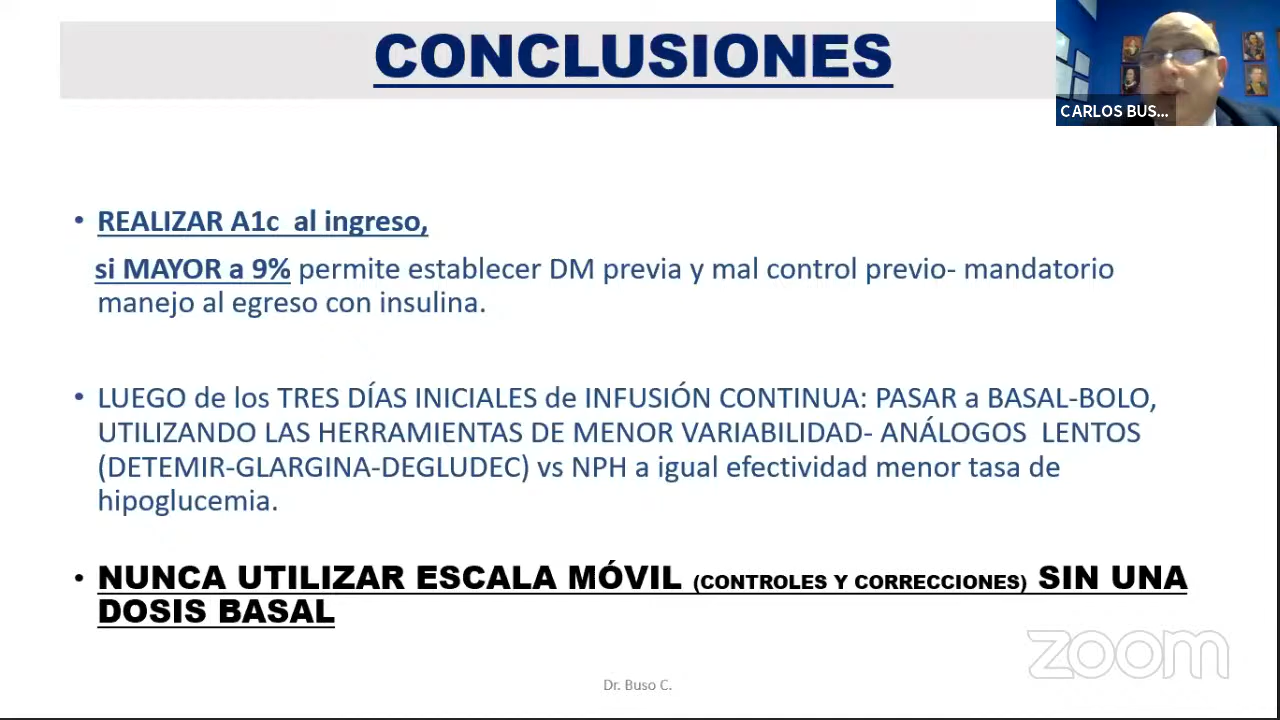 CONCLUSIONES
CARLOS BUS...
• REALIZAR A1c al ingreso,
si MAYOR a 9% permite establecer DM previa y mal control previo- mandatorio
manejo al egreso con insulina.
• LUEGO de los TRES DÍAS INICIALES de INFUSIÓN CONTINUA: PASAR a BASAL-BOLO,
UTILIZANDO LAS HERRAMIENTAS DE MENOR VARIABILIDAD- ANÁLOGOS LENTOS
(DETEMIR-GLARGINA-DEGLUDEC) vs NPH a igual efectividad menor tasa de
hipoglucemia.
• NUNCA UTILIZAR ESCALA MÓVIL (CONTROLES Y CORRECCIONES) SIN UNA
DOSIS BASAL
zoom
Dr. Buso C.